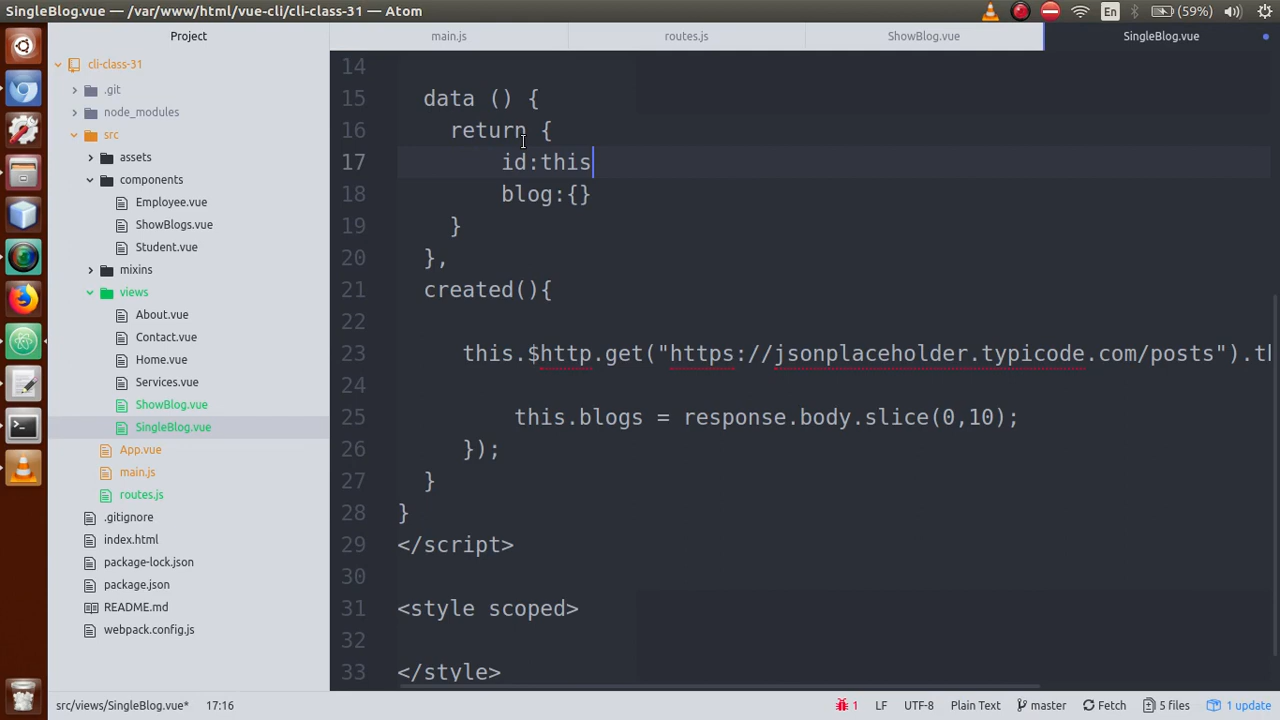 SingleBlog.vue — /var/www/html/vue-cli/cli-class-31 — Atom
En
(59%)
Project
main.js
routes.js
ShowBlog.vue
SingleBlog.vue
cli-class-31
.git
node_modules
src
assets
components
Employee.vue
ShowBlogs.vue
Student.vue
mixins
views
About.vue
Contact.vue
Home.vue
Services.vue
ShowBlog.vue
SingleBlog.vue
App.vue
main.js
routes.js
.gitignore
index.html
package-lock.json
package.json
README.md
webpack.config.js
14
15 data () {
16 return {
17 id:this
18 blog:{}
19 }
20 },
21 created(){
22
23 this.$http.get("https://jsonplaceholder.typicode.com/posts").th
24
25 this.blogs = response.body.slice(0,10);
26 });
27 }
28 }
29 </script>
30
31 <style scoped>
32
33 </style>
src/views/SingleBlog.vue* 17:16
1 LF UTF-8 Plain Text master Fetch 5 files 1 update